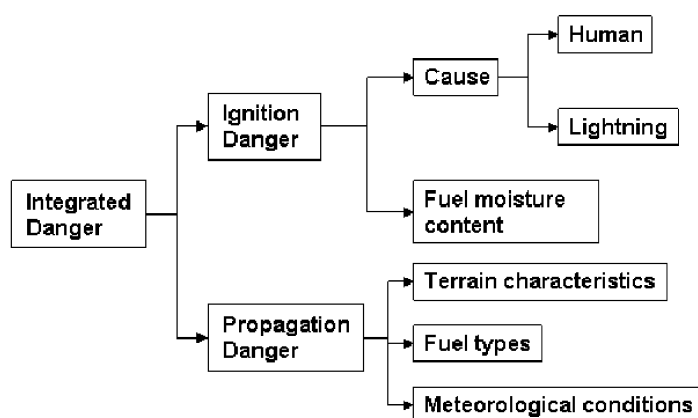 Human
Ignition
Danger
Cause
Lightning
Integrated
Danger
Fuel moisture
content
Terrain characteristics
Propagation
Danger
Fuel types
Meteorological conditions